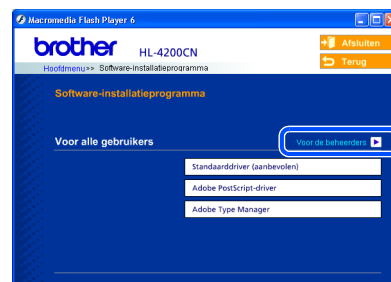 Macromedia Flash Player 6
brother HL-4200CN
Afsluiten
Terug
Hoofdmenu>> Software-installatieprogramma
Software-installatieprogramma
Voor alle gebruikers
Voor de beheerders
Standaarddriver (aanbevolen)
Adobe PostScript-driver
Adobe Type Manager